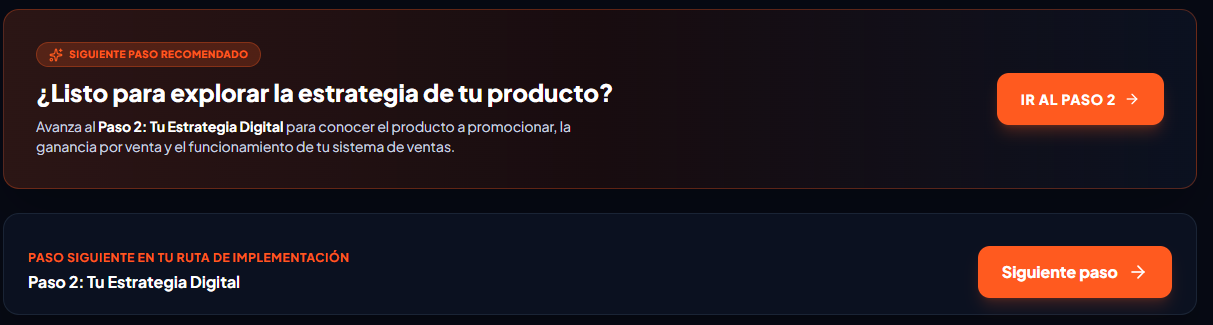 SIGUIENTE PASO RECOMENDADO
¿Listo para explorar la estrategia de tu producto?
Avanza al Paso 2: Tu Estrategia Digital para conocer el producto a promocionar, la
ganancia por venta y el funcionamiento de tu sistema de ventas.
IR AL PASO 2 →
PASO SIGUIENTE EN TU RUTA DE IMPLEMENTACIÓN
Paso 2: Tu Estrategia Digital
Siguiente paso →